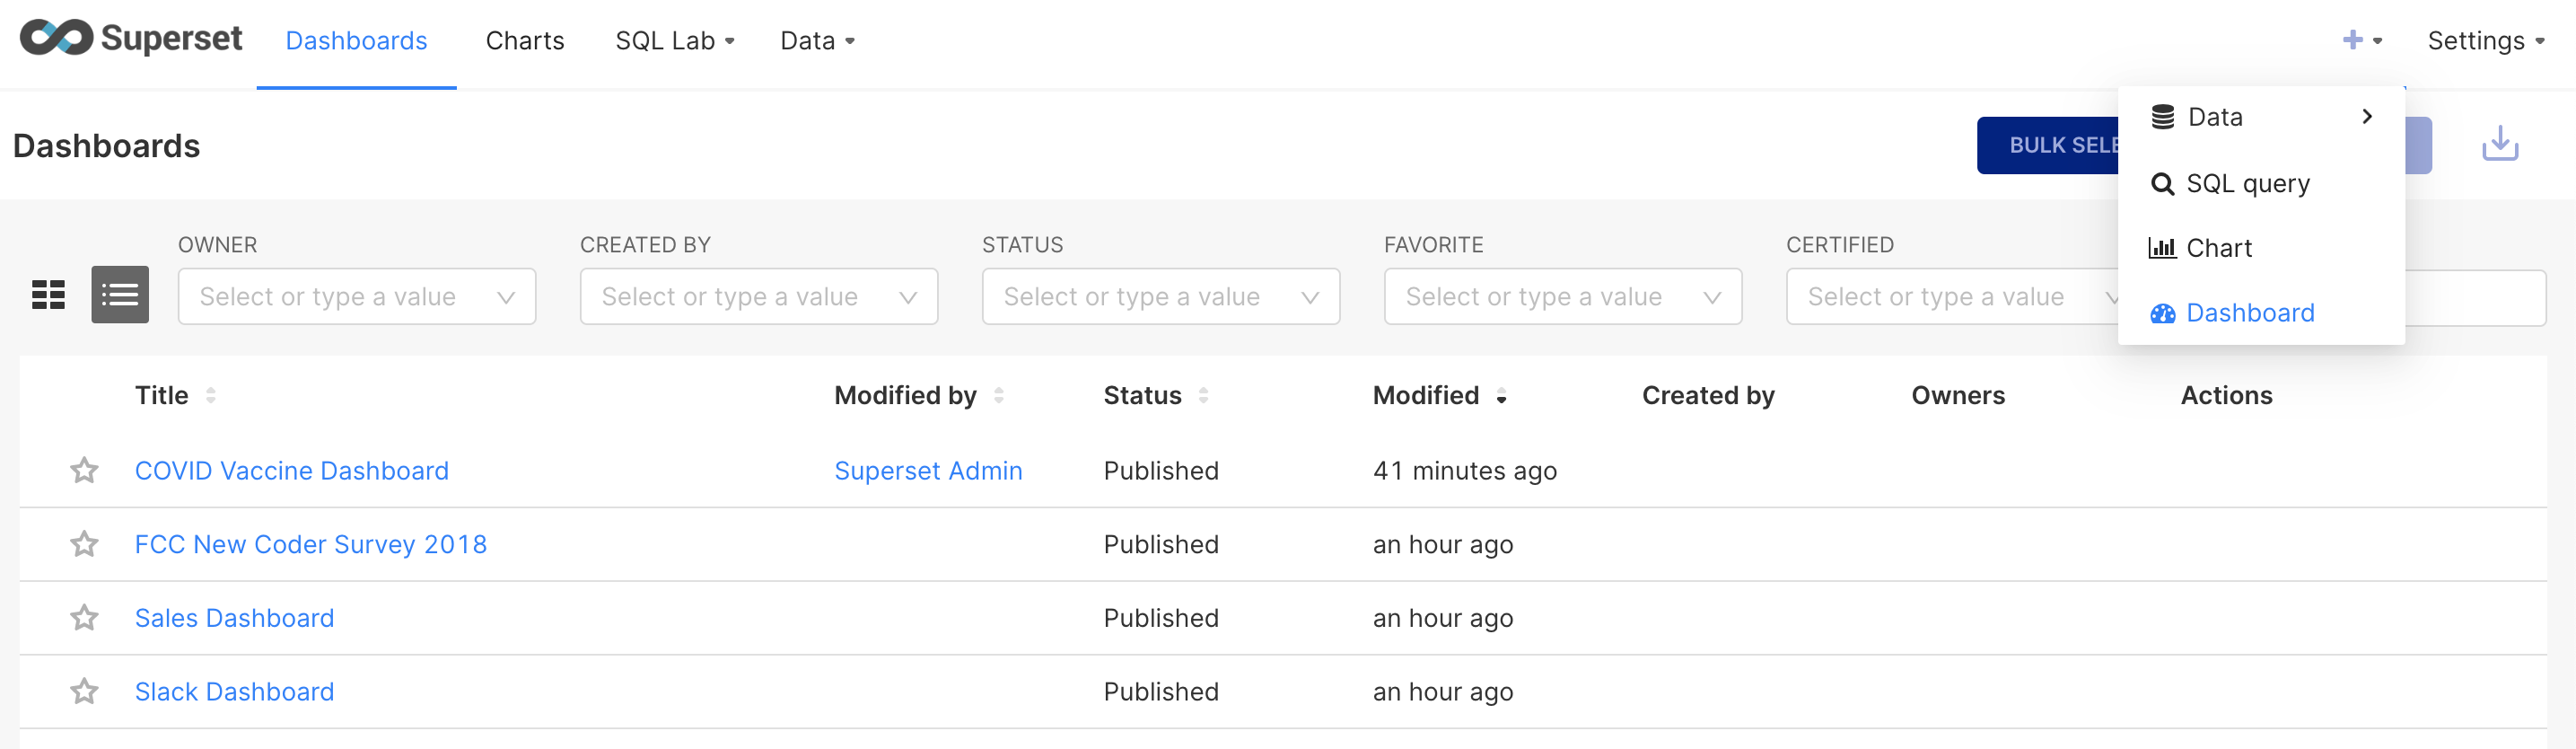 Superset Dashboards Charts SQL Lab Data + Settings
Dashboards
BULK SELE
Data
SQL query
Chart
Dashboard
OWNER CREATED BY STATUS FAVORITE CERTIFIED
Select or type a value Select or type a value Select or type a value Select or type a value Select or type a value
Title Modified by Status Modified Created by Owners Actions
COVID Vaccine Dashboard Superset Admin Published 41 minutes ago
FCC New Coder Survey 2018 Published an hour ago
Sales Dashboard Published an hour ago
Slack Dashboard Published an hour ago